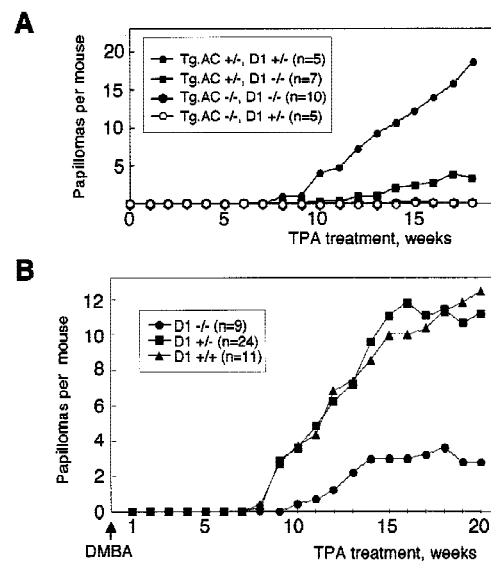 A
Papillomas per mouse
20
15
10
5
Tg.AC +/-, D1 +/- (n=5)
Tg.AC +/-, D1 -/- (n=7)
Tg.AC -/-, D1 -/- (n=10)
Tg.AC -/-, D1 +/- (n=5)
0 5 10 15
TPA treatment, weeks
B
Papillomas per mouse
12
10
8
6
4
2
0
D1 -/- (n=9)
D1 +/- (n=24)
D1 +/+ (n=11)
1 5 10 15 20
DMBA
TPA treatment, weeks